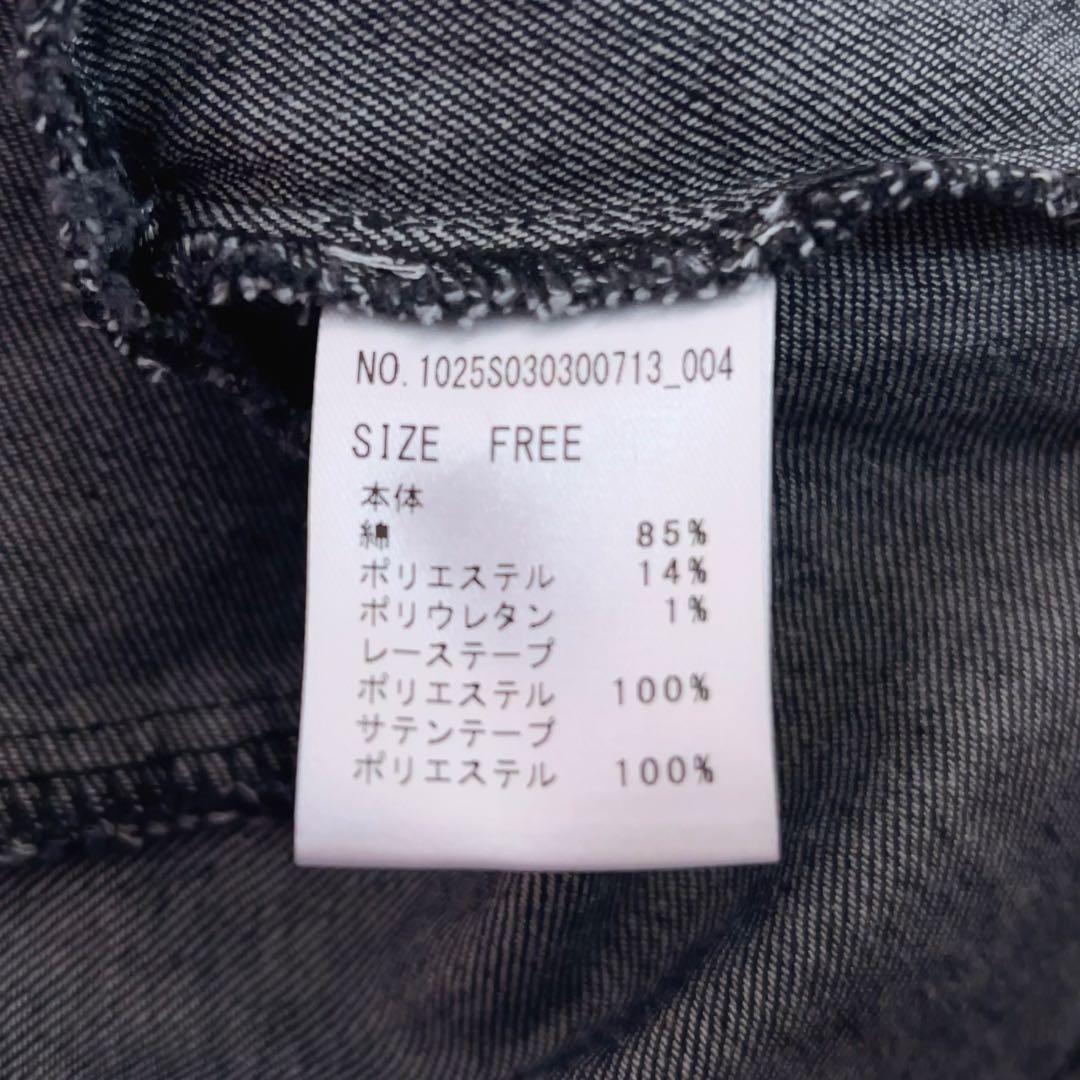 NO. 1025S030300713_004
SIZE FREE
本体
綿 85%
ポリエステル 14%
ポリウレタン 1%
レーステープ
ポリエステル 100%
サテンテープ
ポリエステル 100%